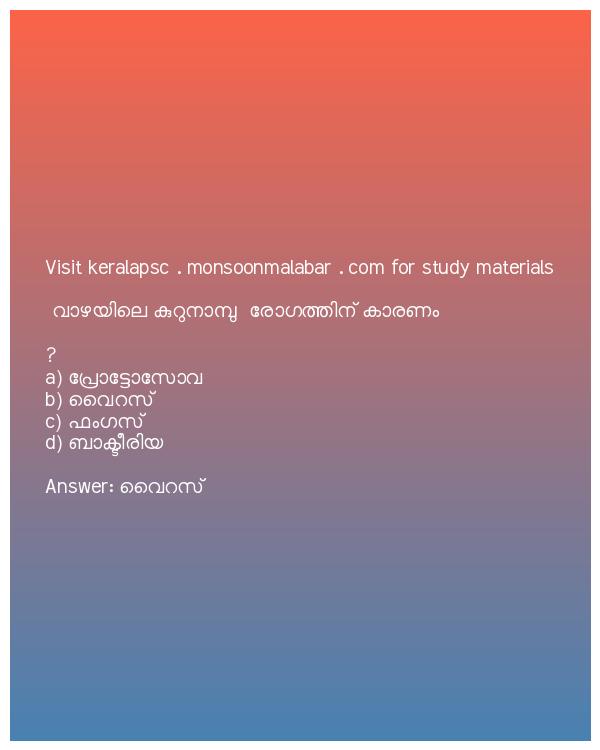 Visit keralapsc . monsoonmalabar . com for study materials
വാഴയിലെ കുറുനാമ്പു രോഗത്തിന് കാരണം
?
a) പ്രോട്ടോസോവ
b) വൈറസ്
c) ഫംഗസ്
d) ബാക്ടീരിയ
Answer: വൈറസ്